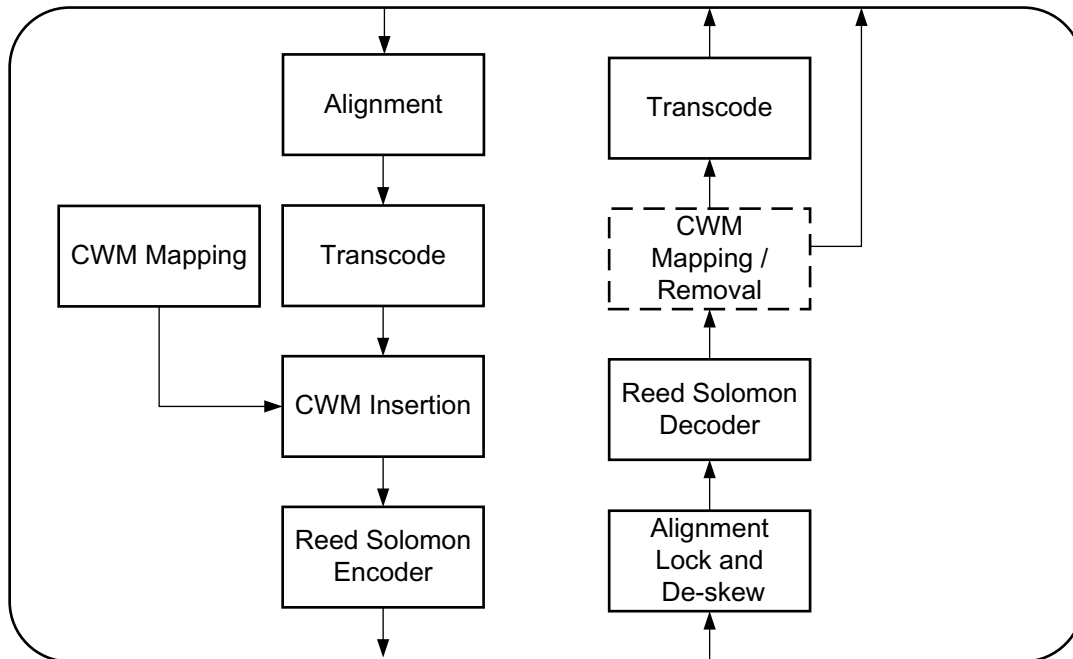 Alignment
Transcode
CWM Mapping
Transcode
CWM
Mapping /
Removal
CWM Insertion
Reed Solomon
Decoder
Reed Solomon
Encoder
Alignment
Lock and
De-skew